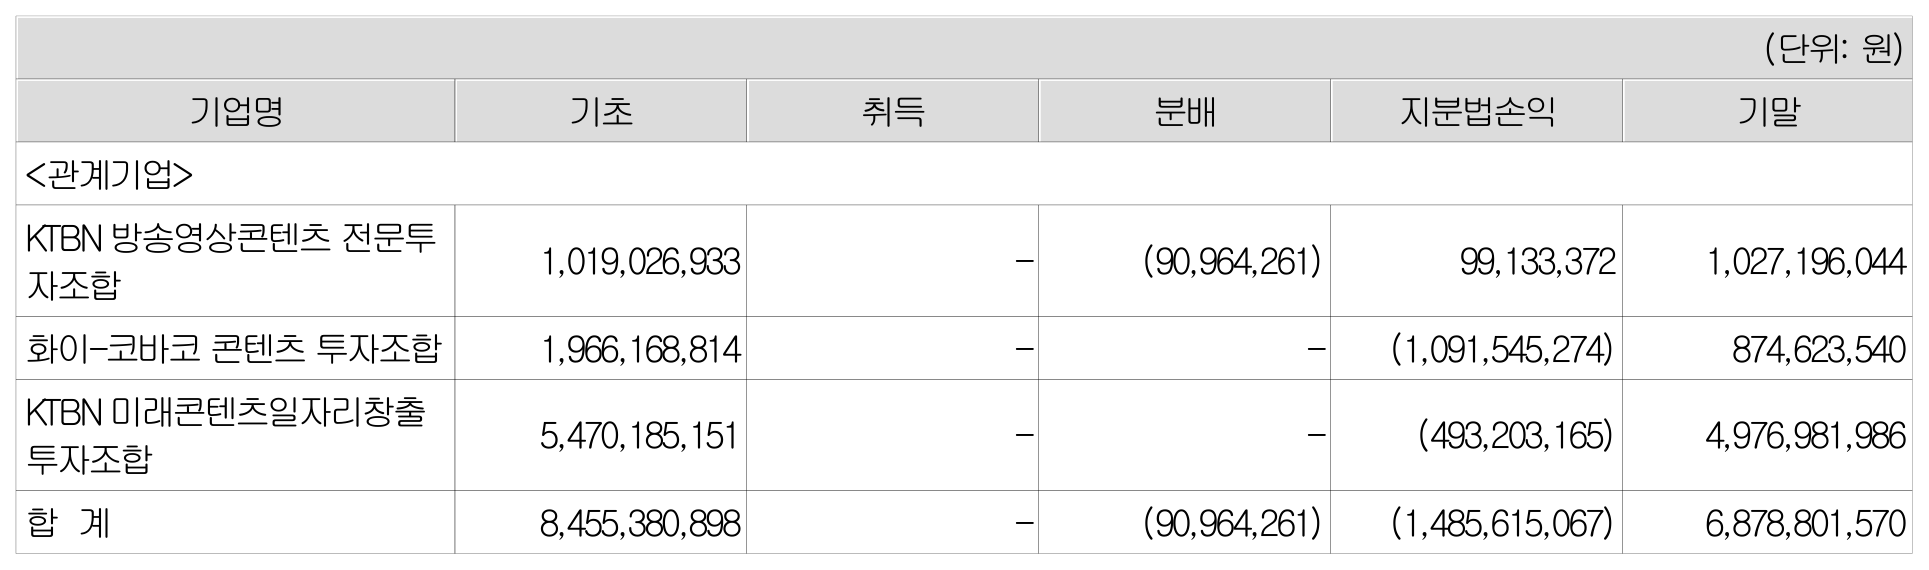 (단위: 원)
기업명 기초 취득 분배 지분법손익 기말
<관계기업>
KTBN 방송영상콘텐츠 전문투
자조합 1,019,026,933 – (90,964,261) 99,133,372 1,027,196,044
화이–코바코 콘텐츠 투자조합 1,966,168,814 – – (1,091,545,274) 874,623,540
KTBN 미래콘텐츠일자리창출
투자조합 5,470,185,151 – – (493,203,165) 4,976,981,986
합 계 8,455,380,898 – (90,964,261) (1,485,615,067) 6,878,801,570